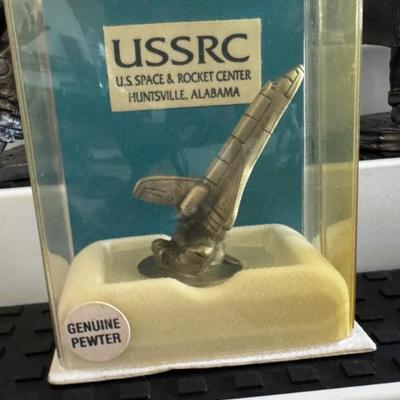 USSRC
U.S. SPACE & ROCKET CENTER
HUNTSVILLE, ALABAMA
GENUINE
PEWTER